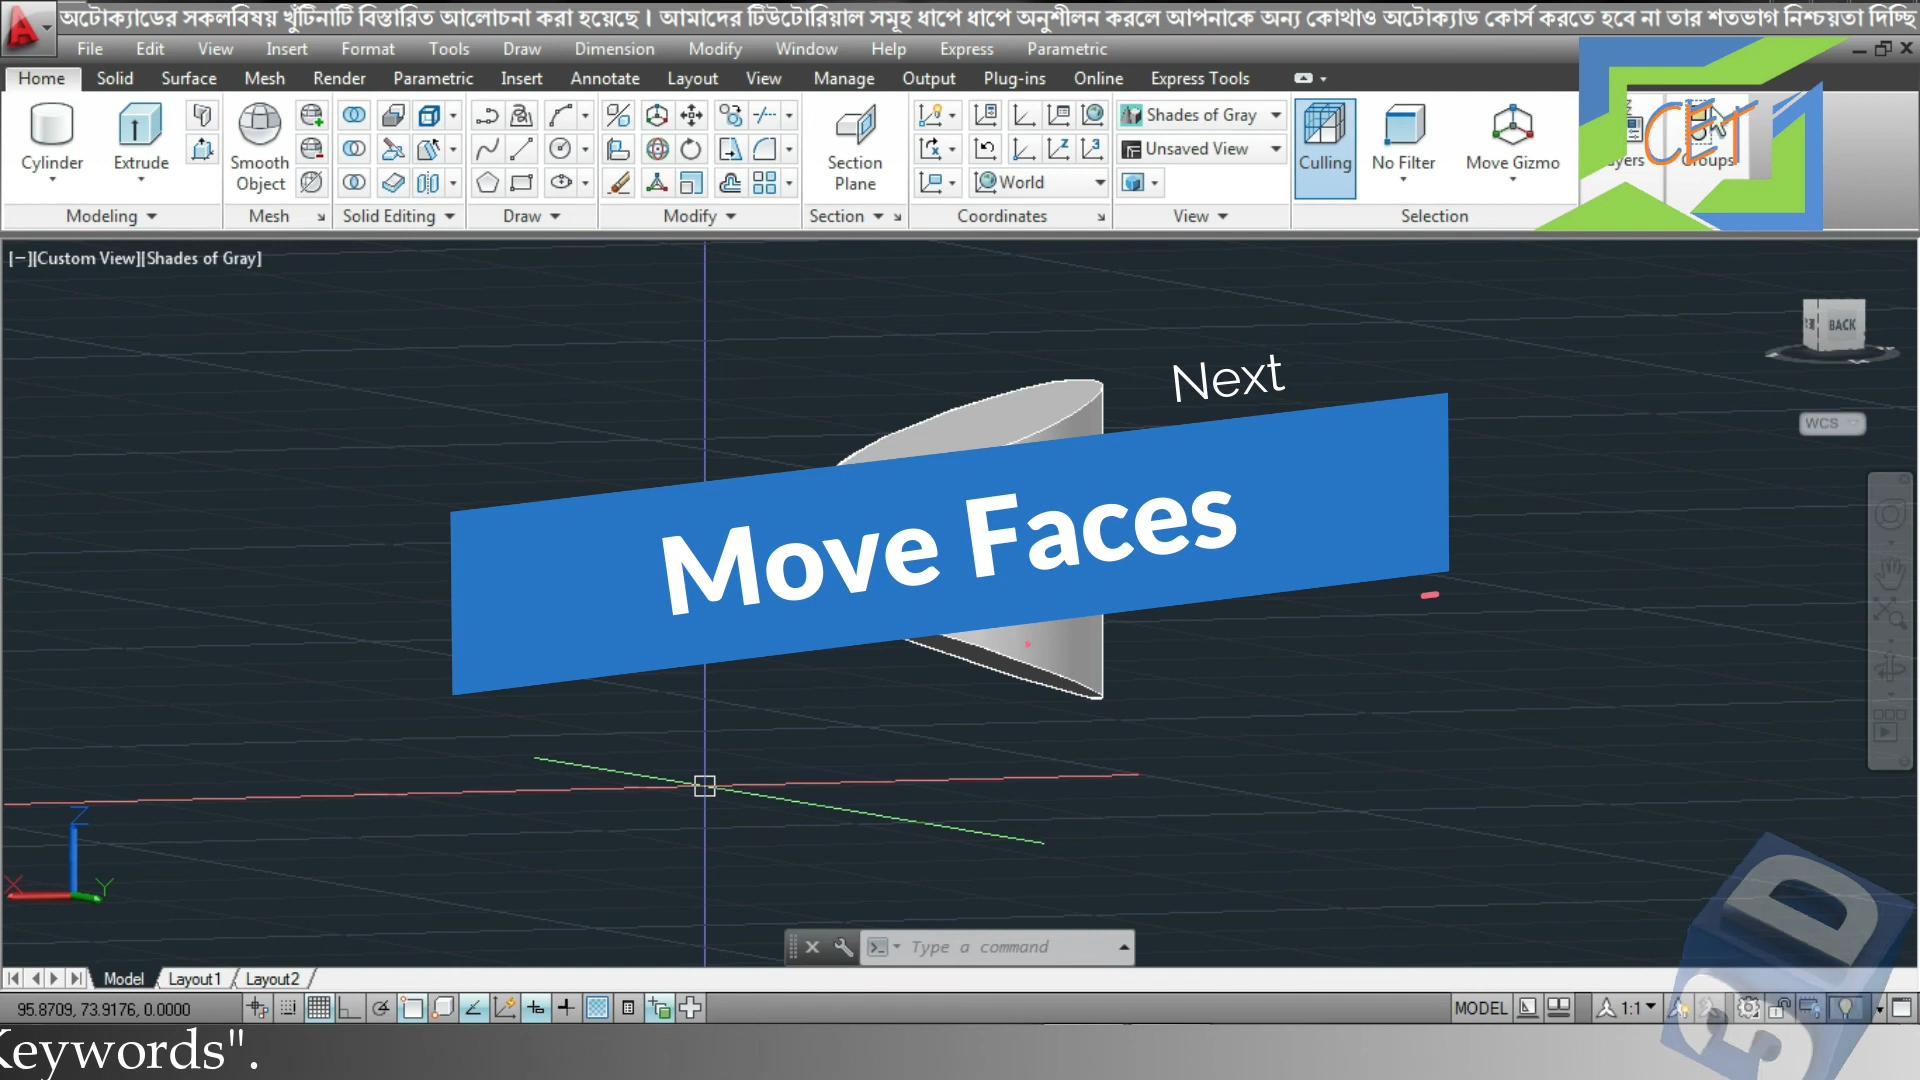 অটোক্যাডের সকলবিষয় খুঁটিনাটি বিস্তারিত আলোচনা করা হয়েছে। আমাদের টিউটোরিয়াল সমূহ ধাপে ধাপে অনুশীলন করলে আপনাকে অন্য কোথাও অটোক্যাড কোর্স করতে হবে না তার শতভাগ নিশ্চয়তা দিচ্ছি
File Edit View Insert Format Tools Draw Dimension Modify Window Help Express Parametric
Home Solid Surface Mesh Render Parametric Insert Annotate Layout View Manage Output Plug-ins Online Express Tools
Cylinder Extrude Smooth Object Section Plane World Shades of Gray Unsaved View Culling No Filter Move Gizmo Groups
CET
Modeling Mesh Solid Editing Draw Modify Section Coordinates View Selection
[−][Custom View][Shades of Gray]
BACK
WCS
Next
Move Faces
Z
X Y
Type a command
Model Layout1 Layout2
95.8709, 73.9176, 0.0000 MODEL 1:1
3D
Keywords".